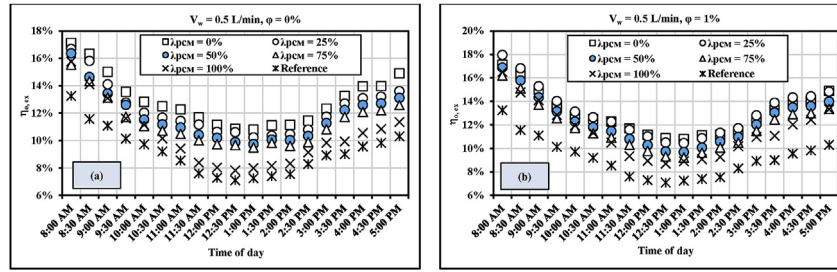 V_w = 0.5 L/min, φ = 0%
18%
16%
14%
12%
10%
8%
6%
η_o, ex
□λPCM = 0%
○λPCM = 25%
●λPCM = 50%
△λPCM = 75%
×λPCM = 100%
Reference
(a)
8:00 AM
8:30 AM
9:00 AM
9:30 AM
10:00 AM
10:30 AM
11:00 AM
11:30 AM
12:00 PM
12:30 PM
1:00 PM
1:30 PM
2:00 PM
2:30 PM
3:00 PM
3:30 PM
4:00 PM
4:30 PM
5:00 PM
Time of day
V_w = 0.5 L/min, φ = 1%
20%
18%
16%
14%
12%
10%
8%
6%
η_o, ex
□λPCM = 0%
○λPCM = 25%
●λPCM = 50%
△λPCM = 75%
×λPCM = 100%
Reference
(b)
8:00 AM
8:30 AM
9:00 AM
9:30 AM
10:00 AM
10:30 AM
11:00 AM
11:30 AM
12:00 PM
12:30 PM
1:00 PM
1:30 PM
2:00 PM
2:30 PM
3:00 PM
3:30 PM
4:00 PM
4:30 PM
5:00 PM
Time of day